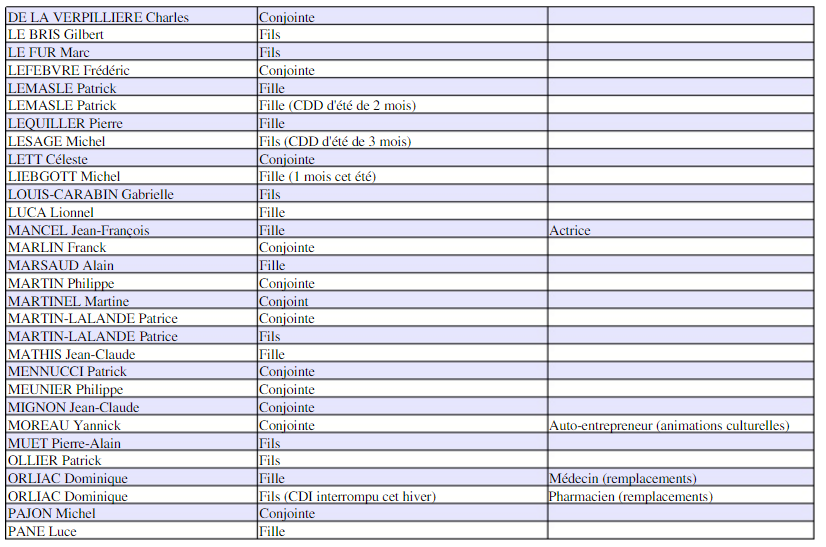 DE LA VERPILLIERE Charles Conjointe
LE BRIS Gilbert Fils
LE FUR Marc Fils
LEFEBVRE Frédéric Conjointe
LEMASLE Patrick Fille
LEMASLE Patrick Fille (CDD d'été de 2 mois)
LEQUILLER Pierre Fille
LESAGE Michel Fils (CDD d'été de 3 mois)
LETT Céleste Conjointe
LIEBGOTT Michel Fille (1 mois cet été)
LOUIS-CARABIN Gabrielle Fils
LUCA Lionnel Fille
MANCEL Jean-François Fille Actrice
MARLIN Franck Conjointe
MARSAUD Alain Fille
MARTIN Philippe Conjointe
MARTINEL Martine Conjoint
MARTIN-LALANDE Patrice Conjointe
MARTIN-LALANDE Patrice Fils
MATHIS Jean-Claude Fille
MENNUCCI Patrick Conjointe
MEUNIER Philippe Conjointe
MIGNON Jean-Claude Conjointe
MOREAU Yannick Conjointe Auto-entrepreneur (animations culturelles)
MUET Pierre-Alain Fils
OLLIER Patrick Fils
ORLIAC Dominique Fille Médecin (remplacements)
ORLIAC Dominique Fils (CDI interrompu cet hiver) Pharmacien (remplacements)
PAJON Michel Conjointe
PANE Luce Fille